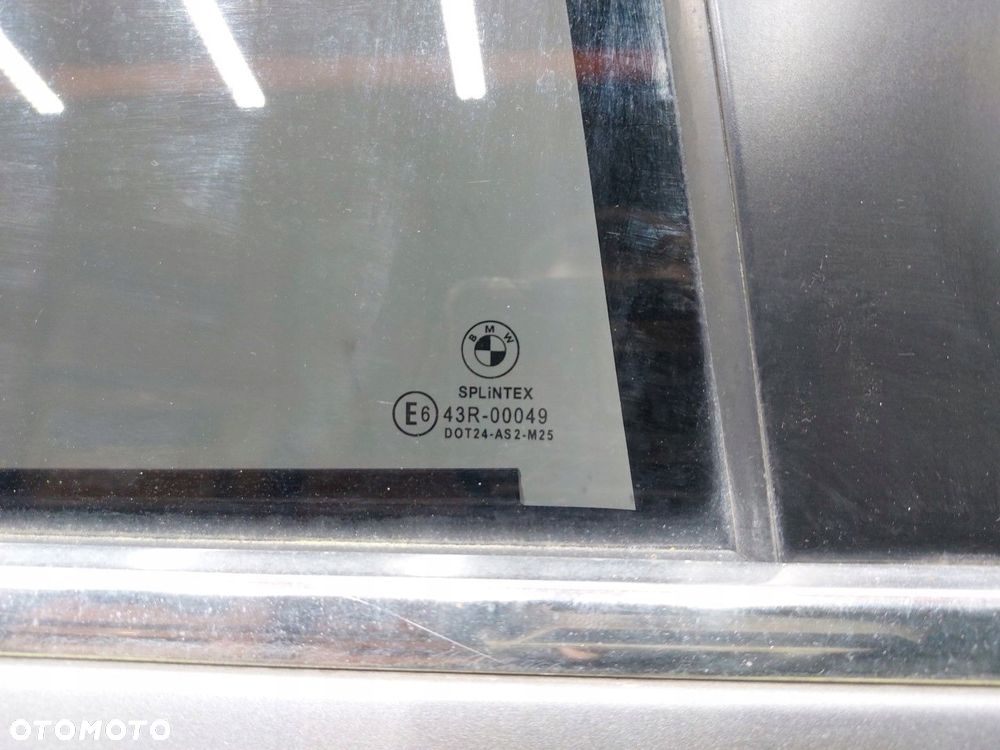 BMW
SPLiNTEX
E6 43R-00049
DOT24-AS2-M25
OTOMOTO